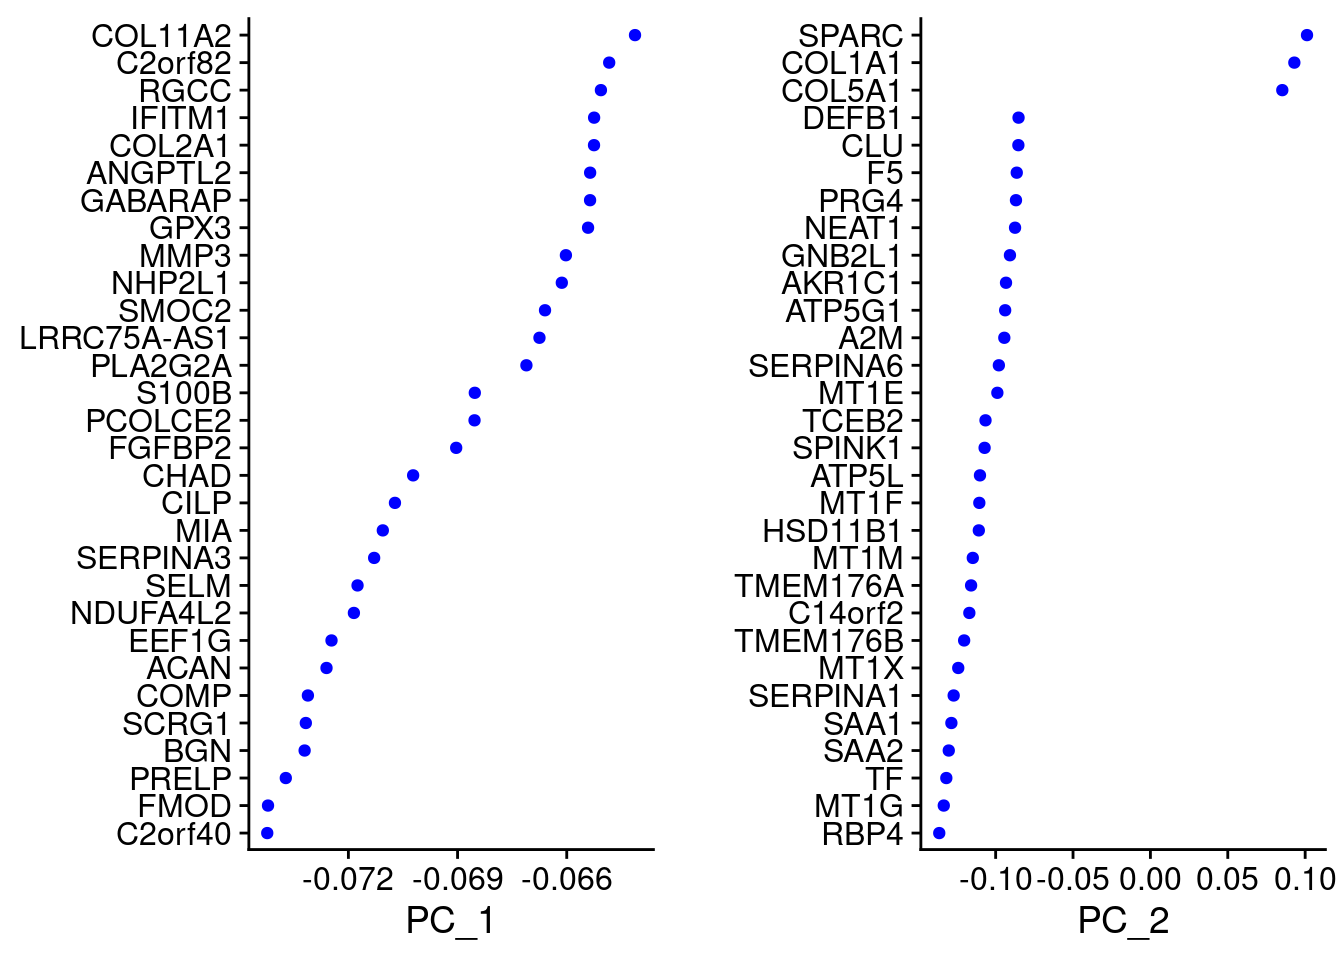 COL11A2
C2orf82
RGCC
IFITM1
COL2A1
ANGPTL2
GABARAP
GPX3
MMP3
NHP2L1
SMOC2
LRRC75A-AS1
PLA2G2A
S100B
PCOLCE2
FGFBP2
CHAD
CILP
MIA
SERPINA3
SELM
NDUFA4L2
EEF1G
ACAN
COMP
SCRG1
BGN
PRELP
FMOD
C2orf40
-0.072 -0.069 -0.066
PC_1
SPARC
COL1A1
COL5A1
DEFB1
CLU
F5
PRG4
NEAT1
GNB2L1
AKR1C1
ATP5G1
A2M
SERPINA6
MT1E
TCEB2
SPINK1
ATP5L
MT1F
HSD11B1
MT1M
TMEM176A
C14orf2
TMEM176B
MT1X
SERPINA1
SAA1
SAA2
TF
MT1G
RBP4
-0.10 -0.05 0.00 0.05 0.10
PC_2